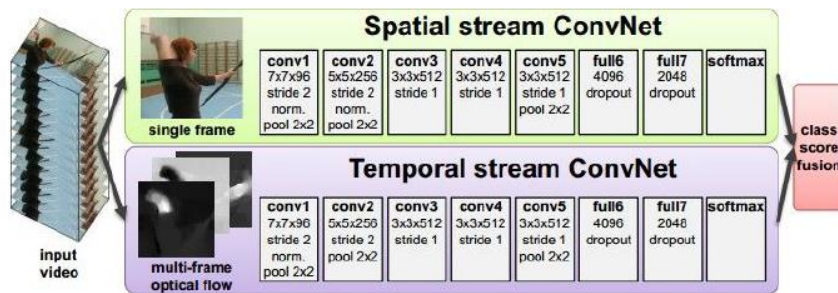 Spatial stream ConvNet
conv1
7x7x96
stride 2
norm.
pool 2x2
conv2
5x5x256
stride 2
norm.
pool 2x2
conv3
3x3x512
stride 1
conv4
3x3x512
stride 1
conv5
3x3x512
stride 1
pool 2x2
full6
4096
dropout
full7
2048
dropout
softmax
single frame
Temporal stream ConvNet
conv1
7x7x96
stride 2
norm.
pool 2x2
conv2
5x5x256
stride 2
pool 2x2
conv3
3x3x512
stride 1
conv4
3x3x512
stride 1
conv5
3x3x512
stride 1
pool 2x2
full6
4096
dropout
full7
2048
dropout
softmax
multi-frame
optical flow
input
video
class
score
fusion